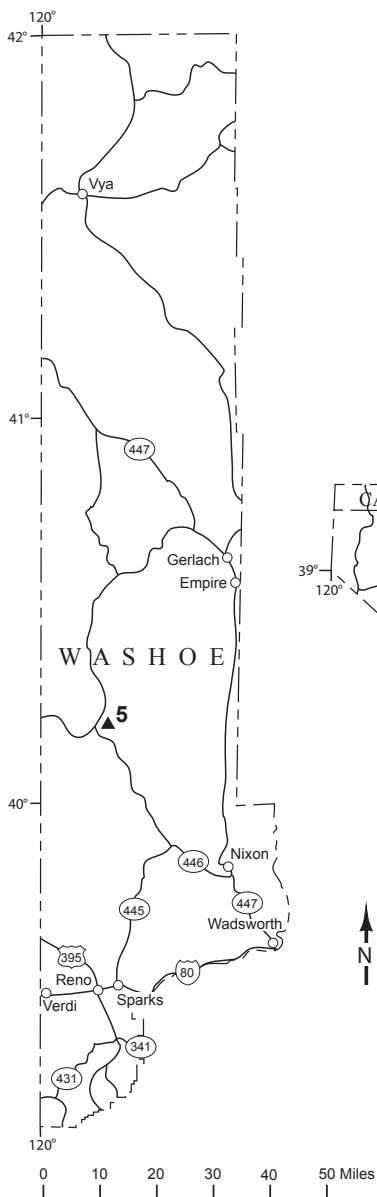 120°
42°
Vya
41°
447
CA
Gerlach
Empire
39°
120°
WASHOE
5
40°
Nixon
446
445
447
Wadsworth
395
80
N
Reno
Sparks
Verdi
341
431
120°
0 10 20 30 40 50 Miles